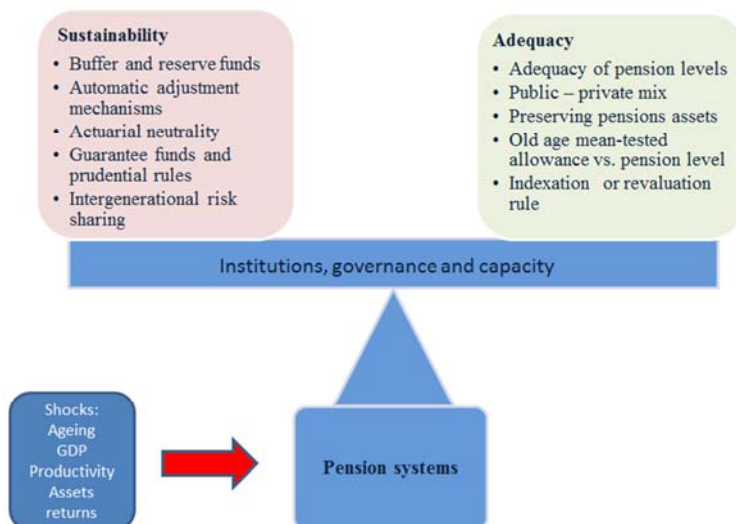 Sustainability
• Buffer and reserve funds
• Automatic adjustment
mechanisms
• Actuarial neutrality
• Guarantee funds and
prudential rules
• Intergenerational risk
sharing
Adequacy
• Adequacy of pension levels
• Public – private mix
• Preserving pensions assets
• Old age mean-tested
allowance vs. pension level
• Indexation or revaluation
rule
Institutions, governance and capacity
Shocks:
Ageing
GDP
Productivity
Assets
returns
Pension systems